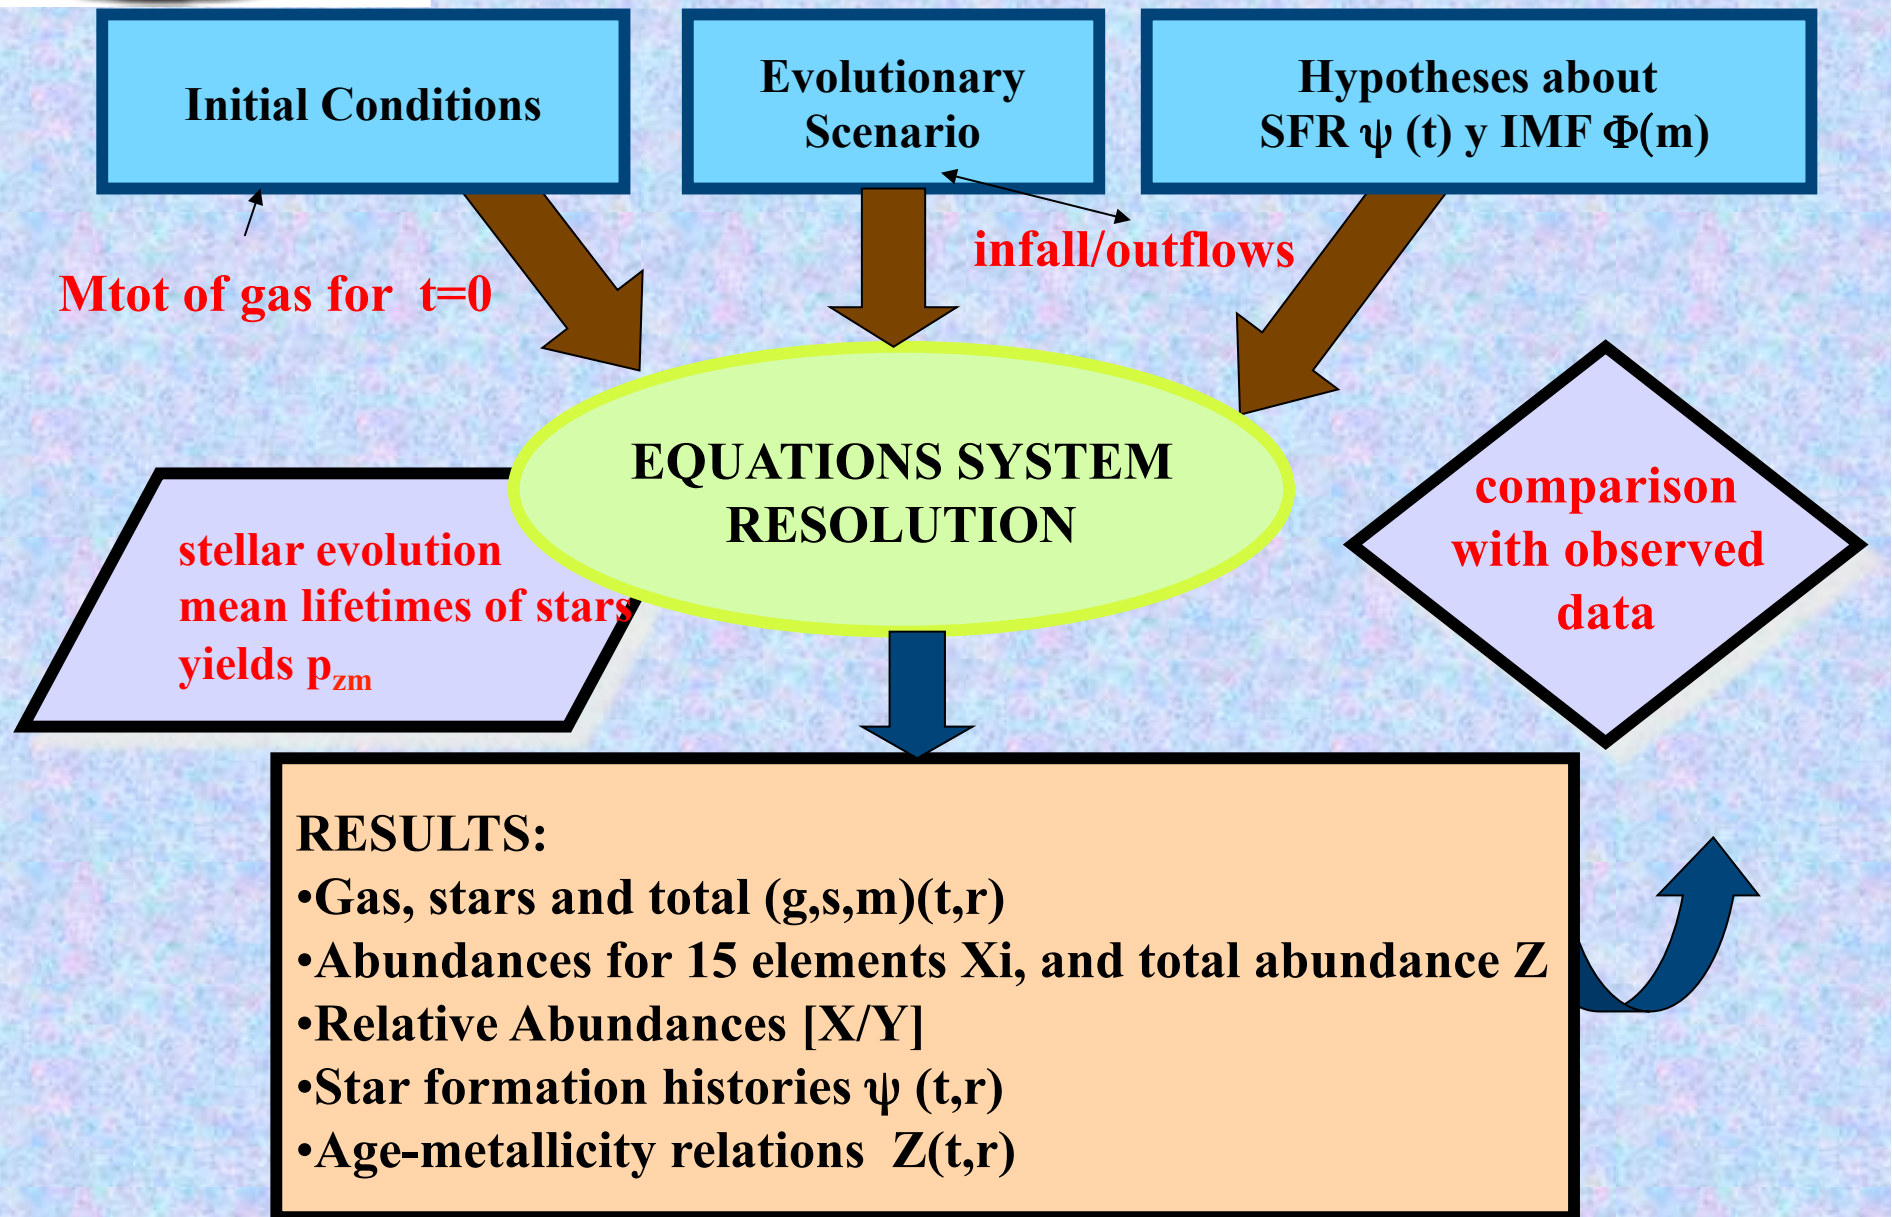 Initial Conditions
Evolutionary
Scenario
Hypotheses about
SFR ψ (t) y IMF Φ(m)
Mtot of gas for t=0
infall/outflows
EQUATIONS SYSTEM
RESOLUTION
stellar evolution
mean lifetimes of stars
yields pzm
comparison
with observed
data
RESULTS:
•Gas, stars and total (g,s,m)(t,r)
•Abundances for 15 elements Xi, and total abundance Z
•Relative Abundances [X/Y]
•Star formation histories ψ (t,r)
•Age-metallicity relations Z(t,r)